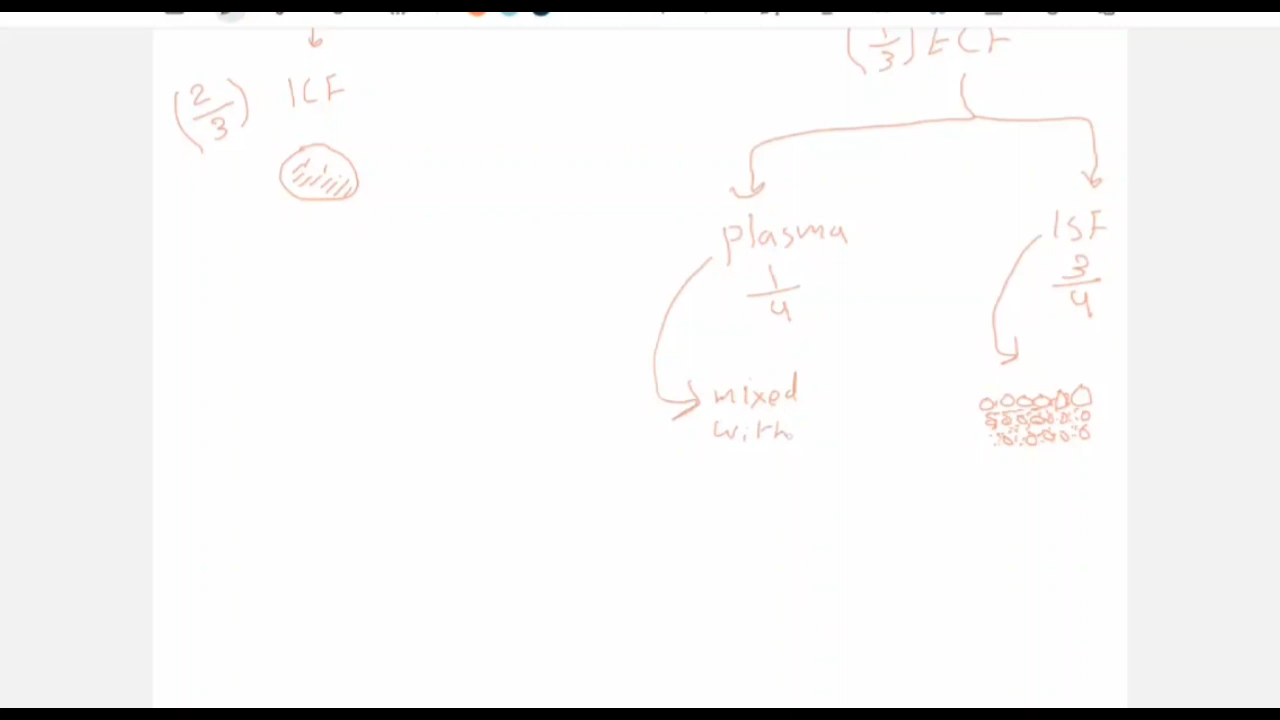 (1/3) ECF
(2/3) ICF
plasma
1/4
ISF
3/4
mixed
with